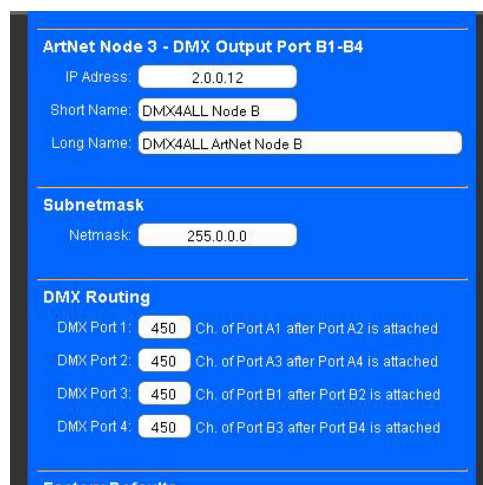 ArtNet Node 3 - DMX Output Port B1-B4
IP Adress: 2.0.0.12
Short Name: DMX4ALL Node B
Long Name: DMX4ALL ArtNet Node B
Subnetmask
Netmask: 255.0.0.0
DMX Routing
DMX Port 1: 450 Ch. of Port A1 after Port A2 is attached
DMX Port 2: 450 Ch. of Port A3 after Port A4 is attached
DMX Port 3: 450 Ch. of Port B1 after Port B2 is attached
DMX Port 4: 450 Ch. of Port B3 after Port B4 is attached